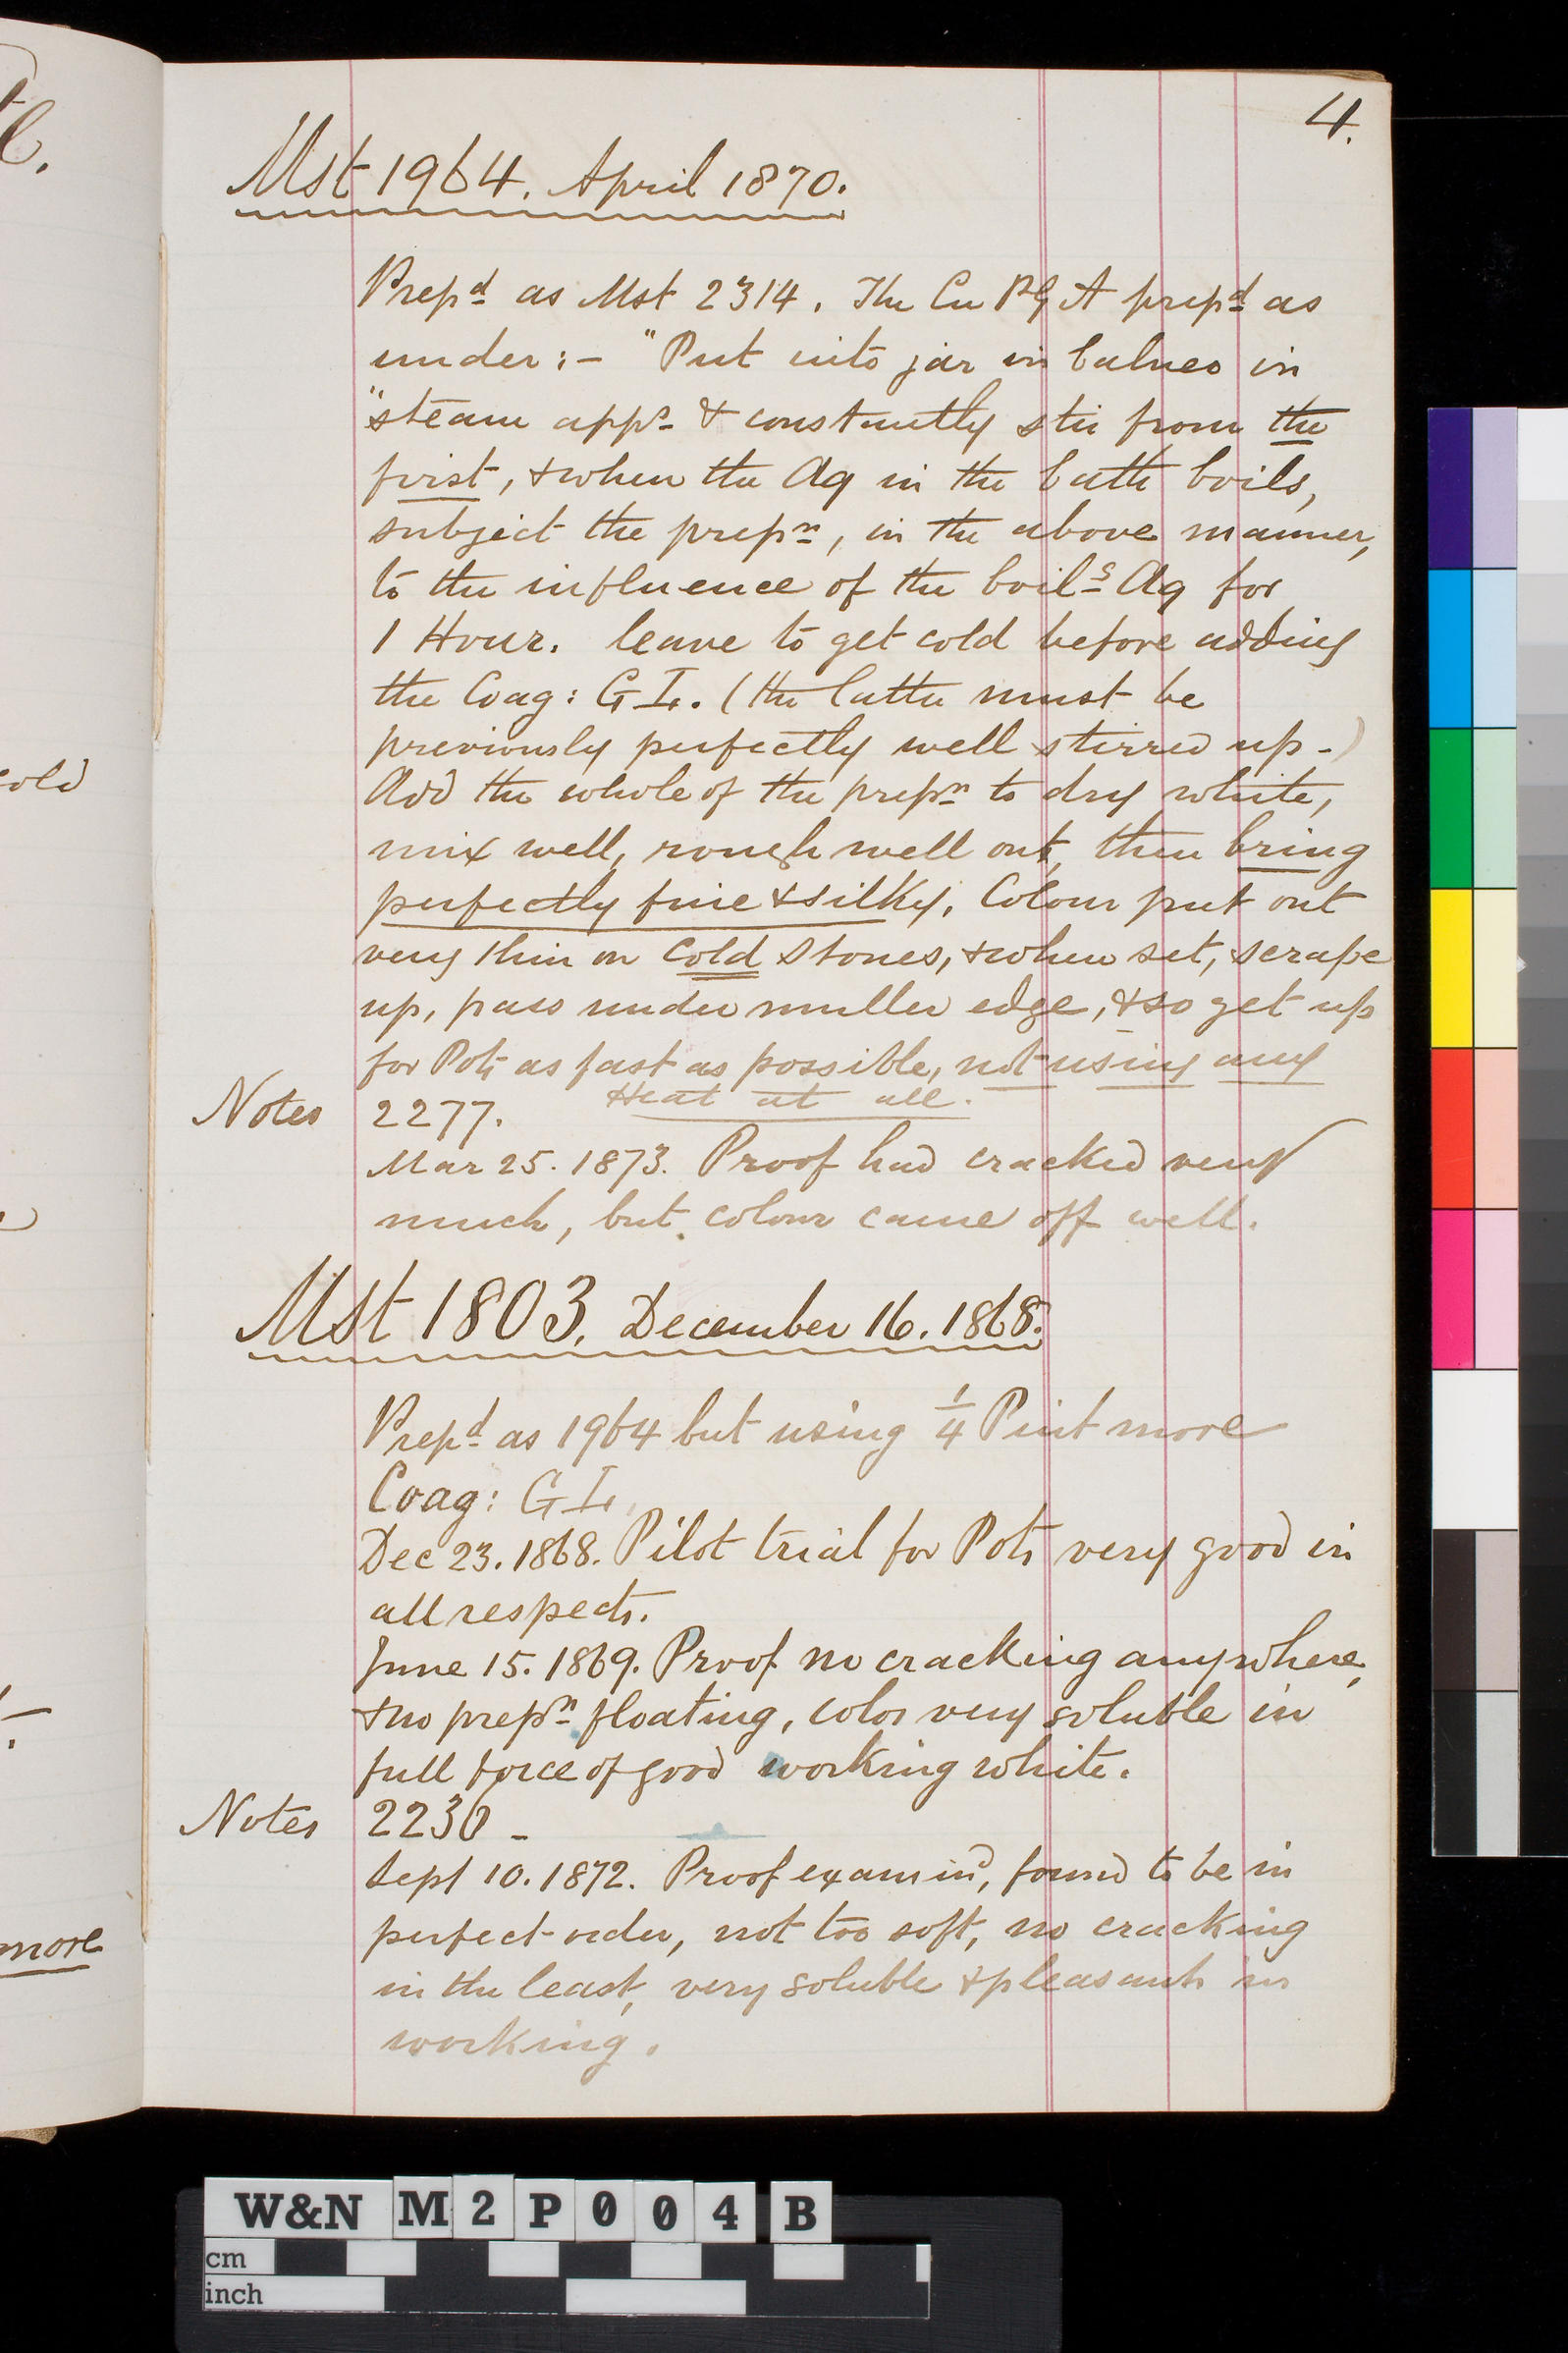 4.
Mst 1964. April 1870.
Prepd as Mst 2314. The Cu Pg A prepd as
under:- "Put into jar in balneo in
"steam apps & constantly stir from the
first, & when the Aq in the bath boils,
subject the prepn, in the above manner,
to the influence of the boilg Aq for
1 Hour. leave to get cold before adding
the Coag: G I. (the latter must be
previously perfectly well stirred up-)
Add the whole of the prepn to dry white,
mix well, rough well out, then bring
perfectly fine & silky. Colour put out
very thin on cold stones, & when set, scrape
up, pass under muller edge, & so get up
for Pots as fast as possible, not using any
Heat at all.
Notes 2277.
Mar 25. 1873. Proof had cracked very
much, but colour came off well.
Mst 1803. December 16. 1868.
Prepd as 1964 but using 1/4 Pint more
Coag: G I.
Dec 23. 1868. Pilot trial for Pots very good in
all respects.
June 15. 1869. Proof no cracking anywhere,
& no prepn floating, color very soluble in
full force of good working white.
Notes 2236 -
Sept 10. 1872. Proof examind, found to be in
perfect order, not too soft, no cracking
in the least, very soluble & pleasant in
working.
cold
more
W&N M2P004B
cm
inch